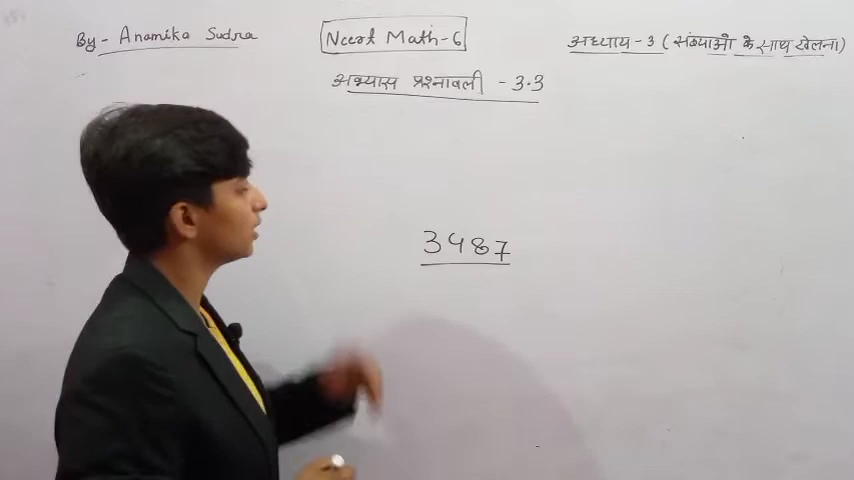 By- Anamika Sudra
Ncert Math-6
अध्याय - 3 (संख्याओ के साथ खेलना)
अभ्यास प्रश्नावली - 3.3
3487